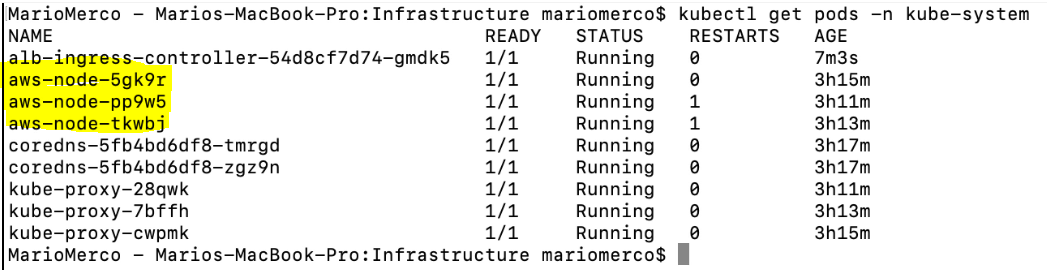 MarioMerco - Marios-MacBook-Pro:Infrastructure mariomerco$ kubectl get pods -n kube-system
NAME READY STATUS RESTARTS AGE
alb-ingress-controller-54d8cf7d74-gmdk5 1/1 Running 0 7m3s
aws-node-5gk9r 1/1 Running 0 3h15m
aws-node-pp9w5 1/1 Running 1 3h11m
aws-node-tkwbj 1/1 Running 1 3h13m
coredns-5fb4bd6df8-tmrgd 1/1 Running 0 3h17m
coredns-5fb4bd6df8-zgz9n 1/1 Running 0 3h17m
kube-proxy-28qwk 1/1 Running 0 3h11m
kube-proxy-7bffh 1/1 Running 0 3h13m
kube-proxy-cwpmk 1/1 Running 0 3h15m
MarioMerco - Marios-MacBook-Pro:Infrastructure mariomerco$